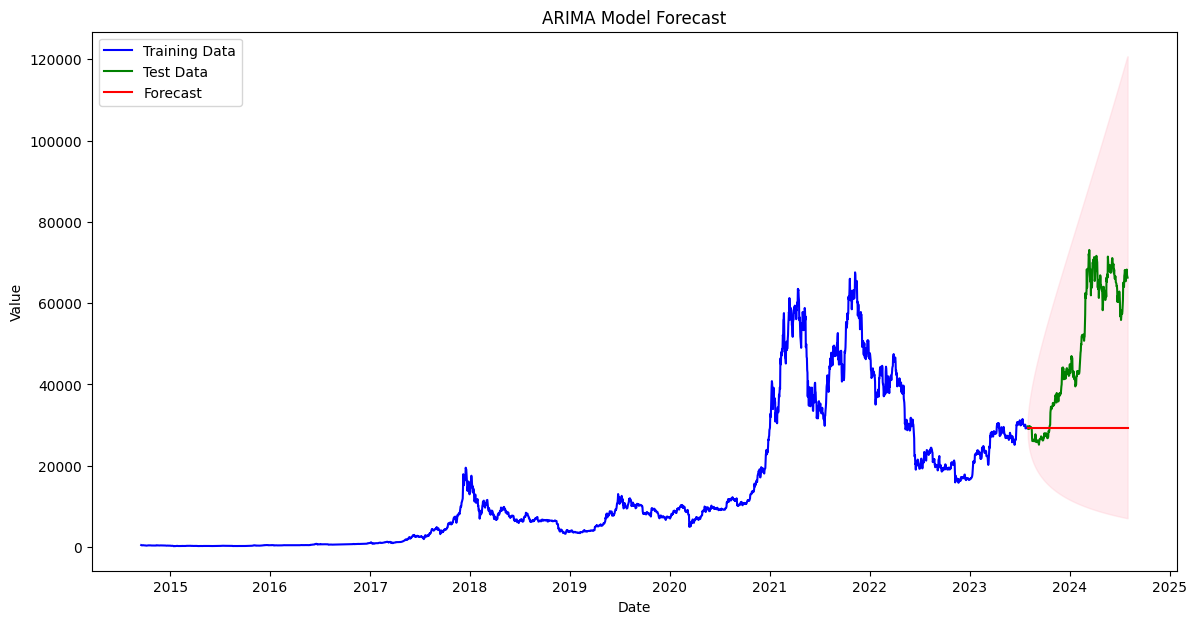 ARIMA Model Forecast
Training Data
Test Data
Forecast
120000
100000
80000
60000
40000
20000
0
Value
2015 2016 2017 2018 2019 2020 2021 2022 2023 2024 2025
Date